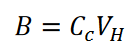 B = C_c V_H